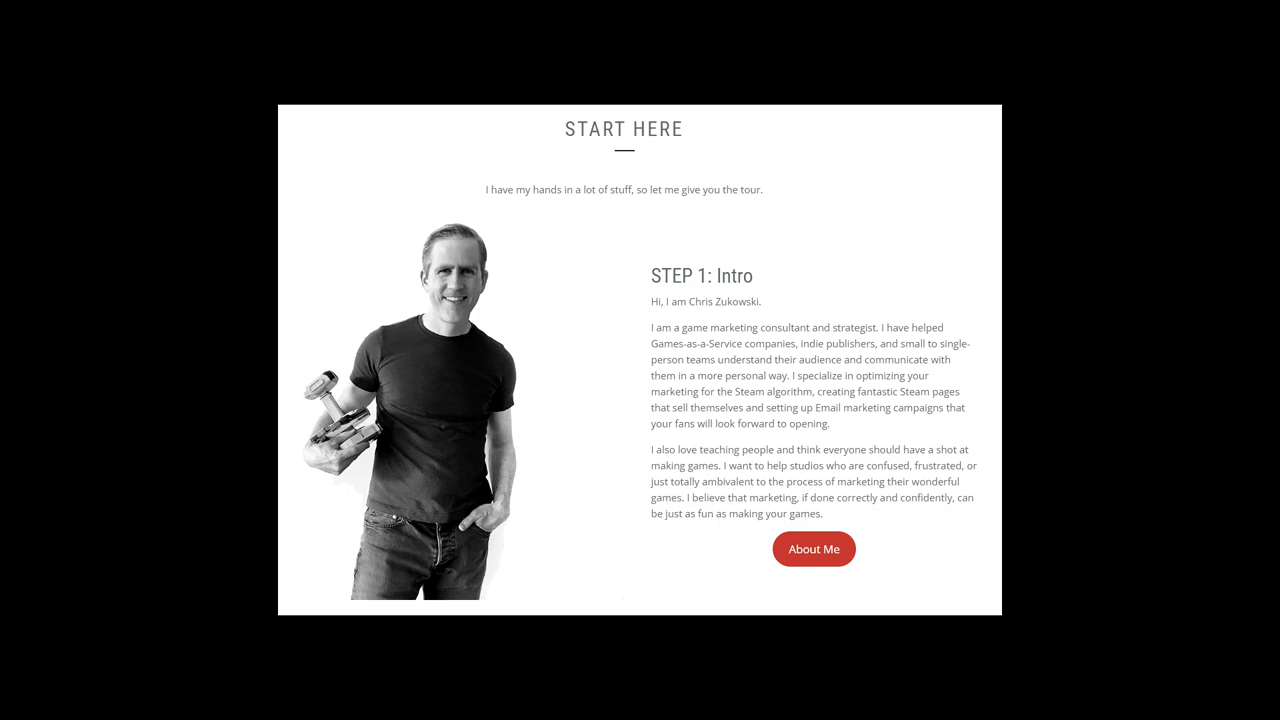 START HERE
I have my hands in a lot of stuff, so let me give you the tour.
STEP 1: Intro
Hi, I am Chris Zukowski.
I am a game marketing consultant and strategist. I have helped
Games-as-a-Service companies, indie publishers, and small to single-
person teams understand their audience and communicate with
them in a more personal way. I specialize in optimizing your
marketing for the Steam algorithm, creating fantastic Steam pages
that sell themselves and setting up Email marketing campaigns that
your fans will look forward to opening.
I also love teaching people and think everyone should have a shot at
making games. I want to help studios who are confused, frustrated, or
just totally ambivalent to the process of marketing their wonderful
games. I believe that marketing, if done correctly and confidently, can
be just as fun as making your games.
About Me